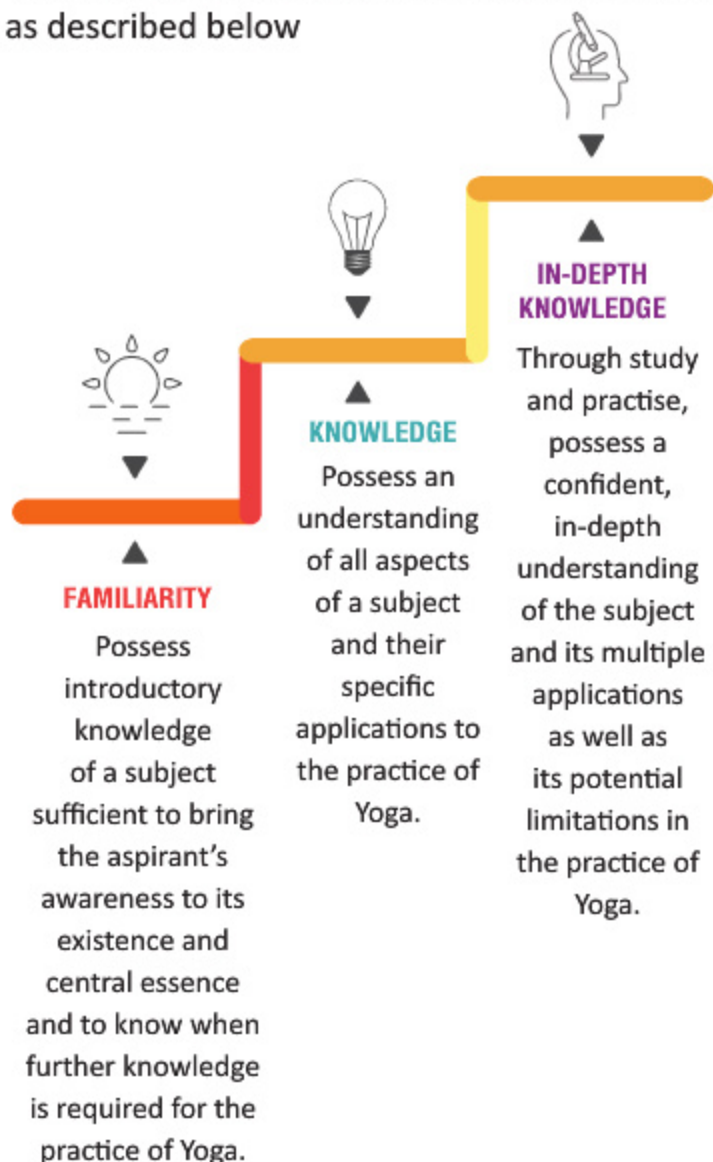 as described below
FAMILIARITY
Possess
introductory
knowledge
of a subject
sufficient to bring
the aspirant's
awareness to its
existence and
central essence
and to know when
further knowledge
is required for the
practice of Yoga.
KNOWLEDGE
Possess an
understanding
of all aspects
of a subject
and their
specific
applications to
the practice of
Yoga.
IN-DEPTH
KNOWLEDGE
Through study
and practise,
possess a
confident,
in-depth
understanding
of the subject
and its multiple
applications
as well as
its potential
limitations in
the practice of
Yoga.